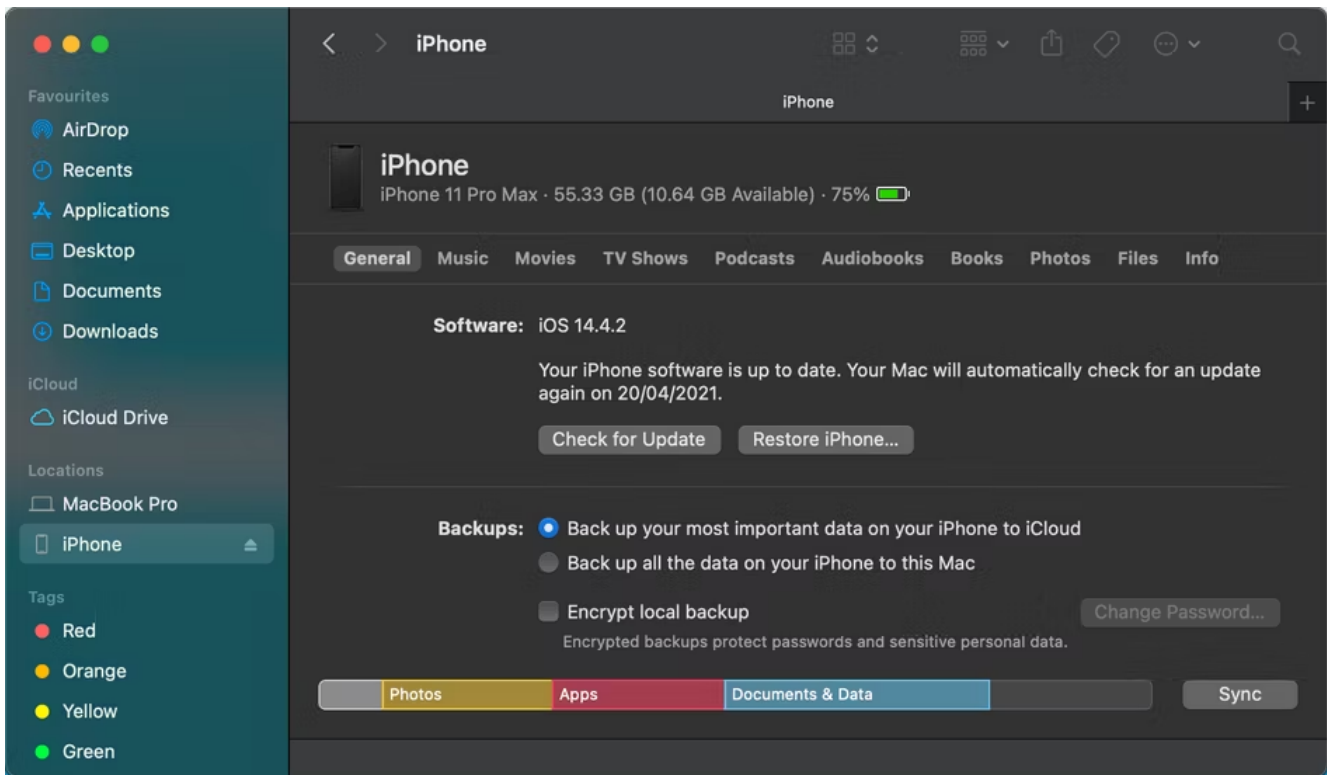 iPhone
iPhone
Favourites
AirDrop
Recents
Applications
Desktop
Documents
Downloads
iCloud
iCloud Drive
Locations
MacBook Pro
iPhone
Tags
Red
Orange
Yellow
Green
iPhone
iPhone 11 Pro Max · 55.33 GB (10.64 GB Available) · 75%
General Music Movies TV Shows Podcasts Audiobooks Books Photos Files Info
Software: iOS 14.4.2
Your iPhone software is up to date. Your Mac will automatically check for an update
again on 20/04/2021.
Check for Update Restore iPhone...
Backups: Back up your most important data on your iPhone to iCloud
Back up all the data on your iPhone to this Mac
Encrypt local backup Change Password...
Encrypted backups protect passwords and sensitive personal data.
Photos Apps Documents & Data Sync